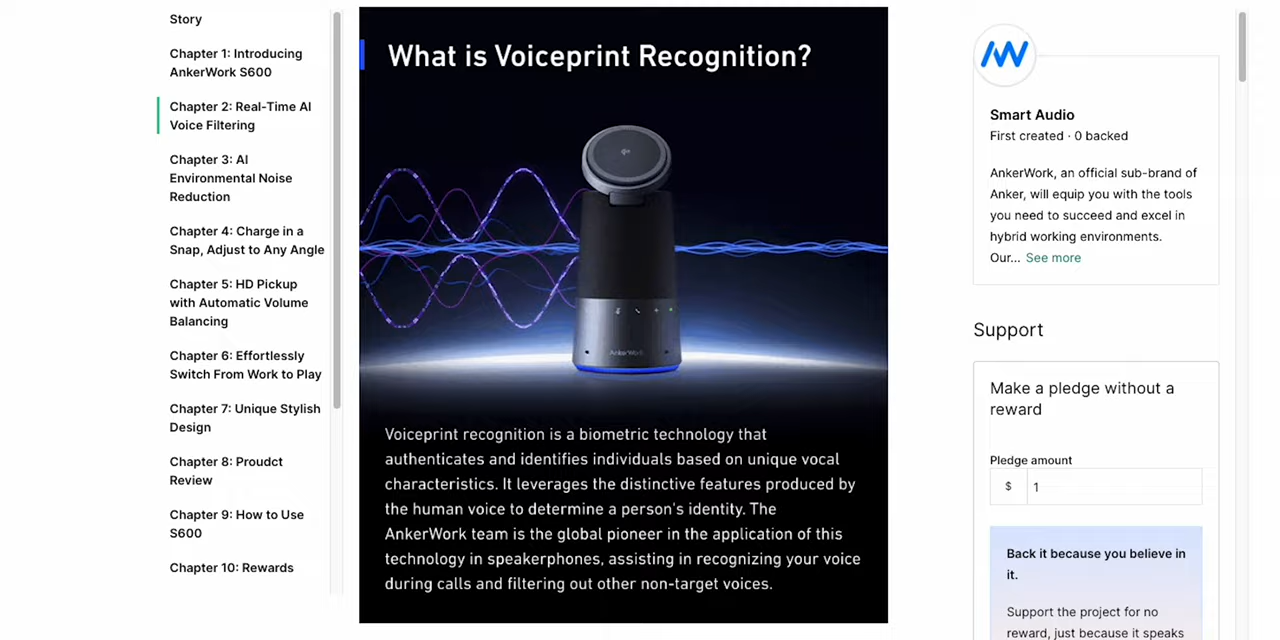 Story
Chapter 1: Introducing
AnkerWork S600
Chapter 2: Real-Time AI
Voice Filtering
Chapter 3: AI
Environmental Noise
Reduction
Chapter 4: Charge in a
Snap, Adjust to Any Angle
Chapter 5: HD Pickup
with Automatic Volume
Balancing
Chapter 6: Effortlessly
Switch From Work to Play
Chapter 7: Unique Stylish
Design
Chapter 8: Proudct
Review
Chapter 9: How to Use
S600
Chapter 10: Rewards
What is Voiceprint Recognition?
AnkerWork
Voiceprint recognition is a biometric technology that
authenticates and identifies individuals based on unique vocal
characteristics. It leverages the distinctive features produced by
the human voice to determine a person's identity. The
AnkerWork team is the global pioneer in the application of this
technology in speakerphones, assisting in recognizing your voice
during calls and filtering out other non-target voices.
Smart Audio
First created · 0 backed
AnkerWork, an official sub-brand of
Anker, will equip you with the tools
you need to succeed and excel in
hybrid working environments.
Our... See more
Support
Make a pledge without a
reward
Pledge amount
$ 1
Back it because you believe in
it.
Support the project for no
reward, just because it speaks